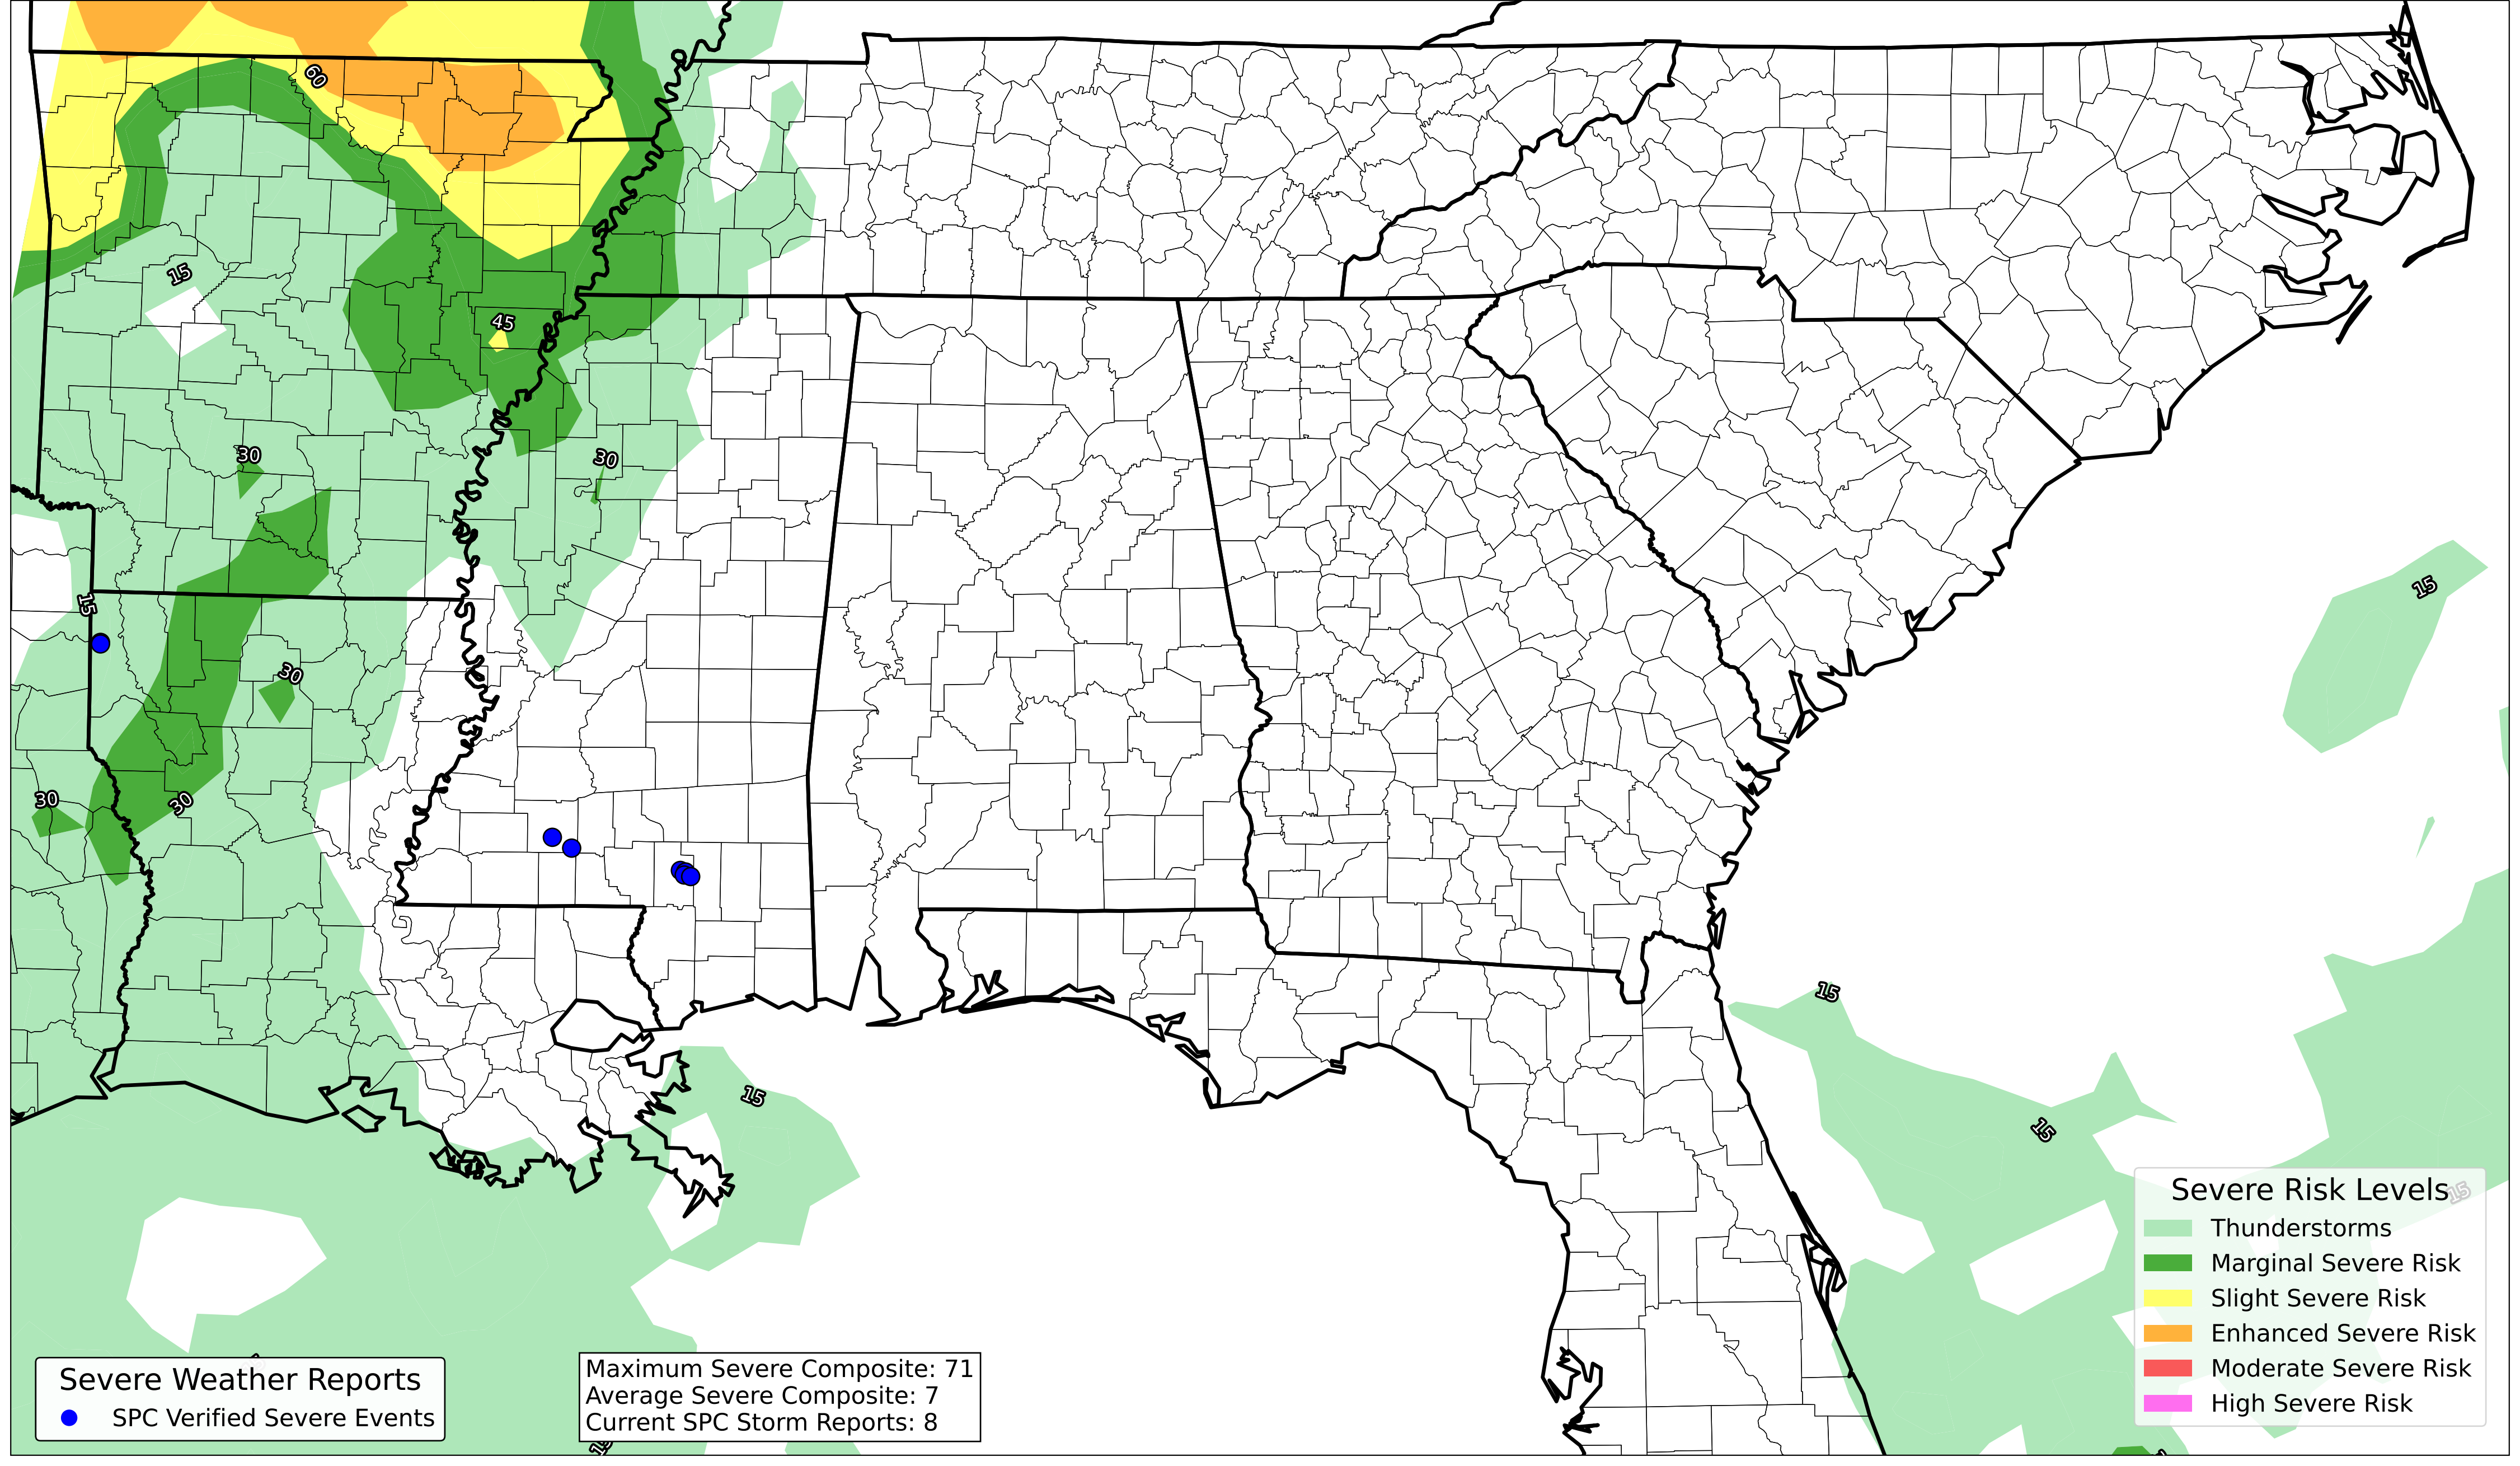 60
15
45
30
30
15
15
30
30
30
15
15
15
15
15
Severe Risk Levels
Thunderstorms
Marginal Severe Risk
Slight Severe Risk
Enhanced Severe Risk
Moderate Severe Risk
High Severe Risk
Severe Weather Reports
SPC Verified Severe Events
Maximum Severe Composite: 71
Average Severe Composite: 7
Current SPC Storm Reports: 8